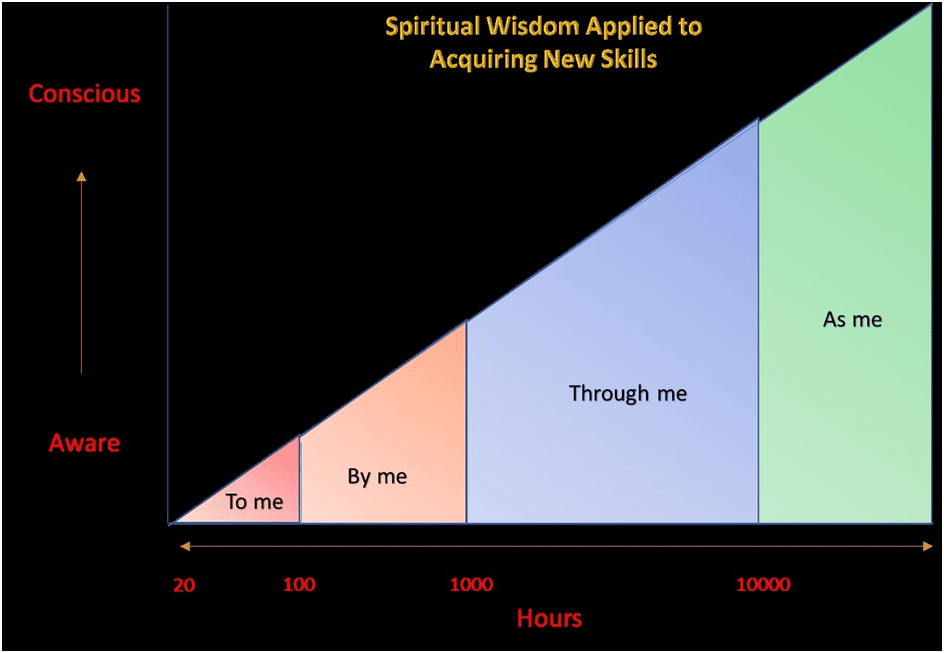 Spiritual Wisdom Applied to
Acquiring New Skills
Conscious
As me
Through me
Aware
By me
To me
20 100 1000 10000
Hours